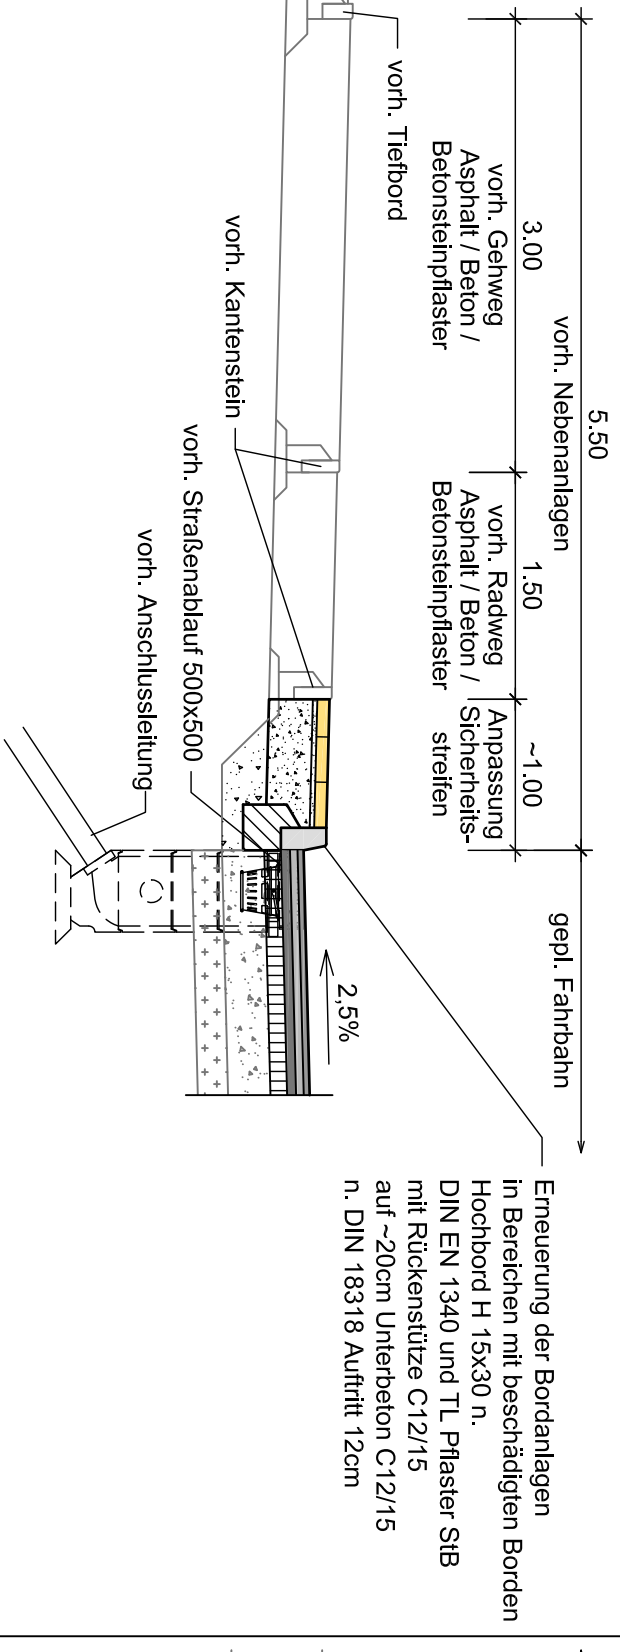 5.50
vorh. Nebenanlagen
gepl. Fahrbahn
3.00
1.50
~1.00
vorh. Gehweg
Asphalt / Beton /
Betonsteinpflaster
vorh. Radweg
Asphalt / Beton /
Betonsteinpflaster
Anpassung
Sicherheits-
streifen
vorh. Tiefbord
2,5%
vorh. Kantenstein
vorh. Straßenablauf 500x500
vorh. Anschlussleitung
Erneuerung der Bordanlagen
in Bereichen mit beschädigten Borden
Hochbord H 15x30 n.
DIN EN 1340 und TL Pflaster StB
mit Rückenstütze C12/15
auf ~20cm Unterbeton C12/15
n. DIN 18318 Auftritt 12cm